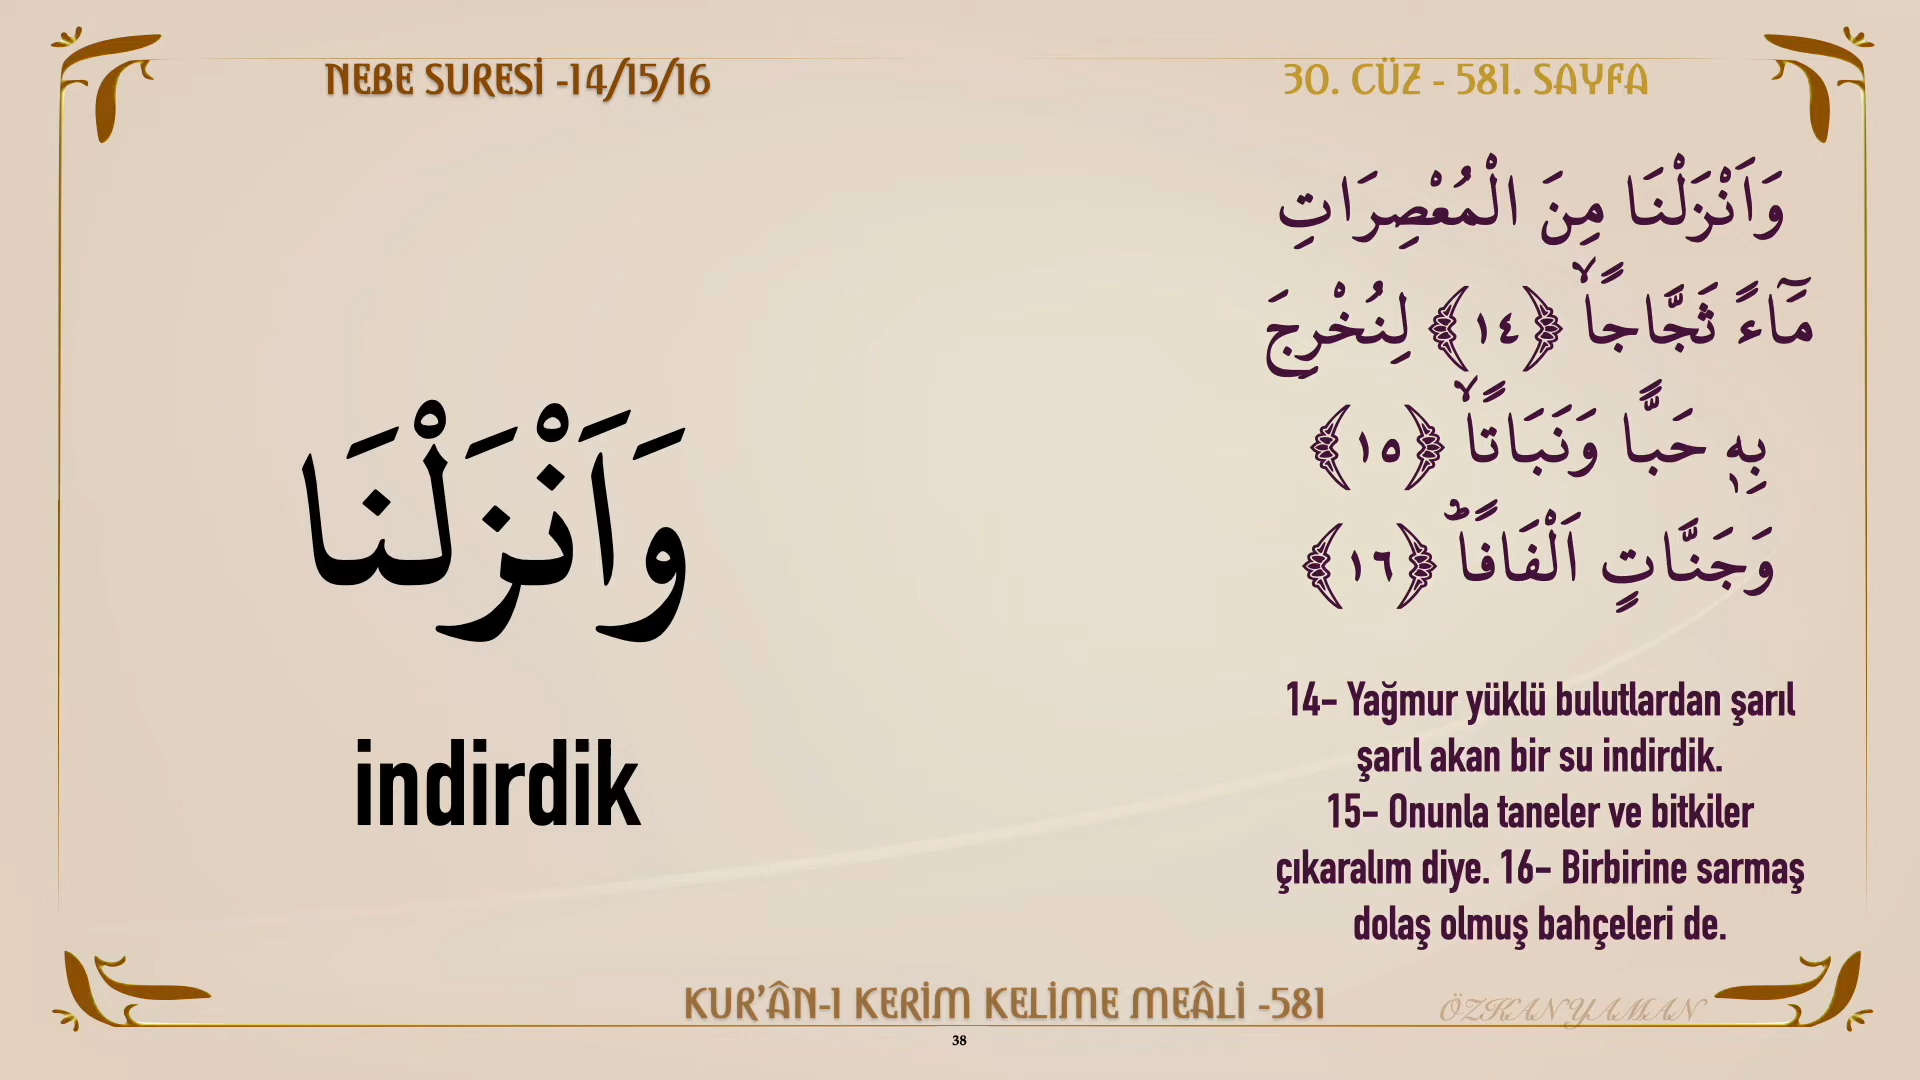 NEBE SURESİ -14/15/16
30. CÜZ - 581. SAYFA
وَاَنْزَلْنَا مِنَ الْمُعْصِرَاتِ
مَٓاءً ثَجَّاجاًۙ ﴿١٤﴾ لِنُخْرِجَ
بِه۪ حَباًّ وَنَبَاتاًۙ ﴿١٥﴾
وَجَنَّاتٍ اَلْفَافاًۜ ﴿١٦﴾
وَاَنْزَلْنَا
indirdik
14- Yağmur yüklü bulutlardan şarıl
şarıl akan bir su indirdik.
15- Onunla taneler ve bitkiler
çıkaralım diye. 16- Birbirine sarmaş
dolaş olmuş bahçeleri de.
KUR'ÂN-I KERİM KELİME MEÂLİ -581
ÖZKAN YAMAN
38